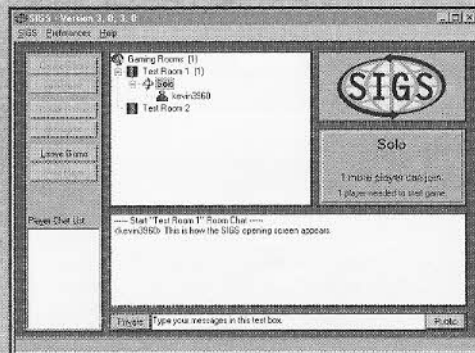 SIGS - Version 3, 0, 3, 0
SIGS Preferences Help
Gaming Rooms (1)
Test Room 1 (1)
Solo
kevin3960
Test Room 2
Leave Game
SIGS
Solo
1 more player can join.
1 player needed to start game.
Player Chat List
---- Start "Test Room 1" Room Chat ----
<kevin3960> This is how the SIGS opening screen appears.
Private
Type your messages in this text box.
Public